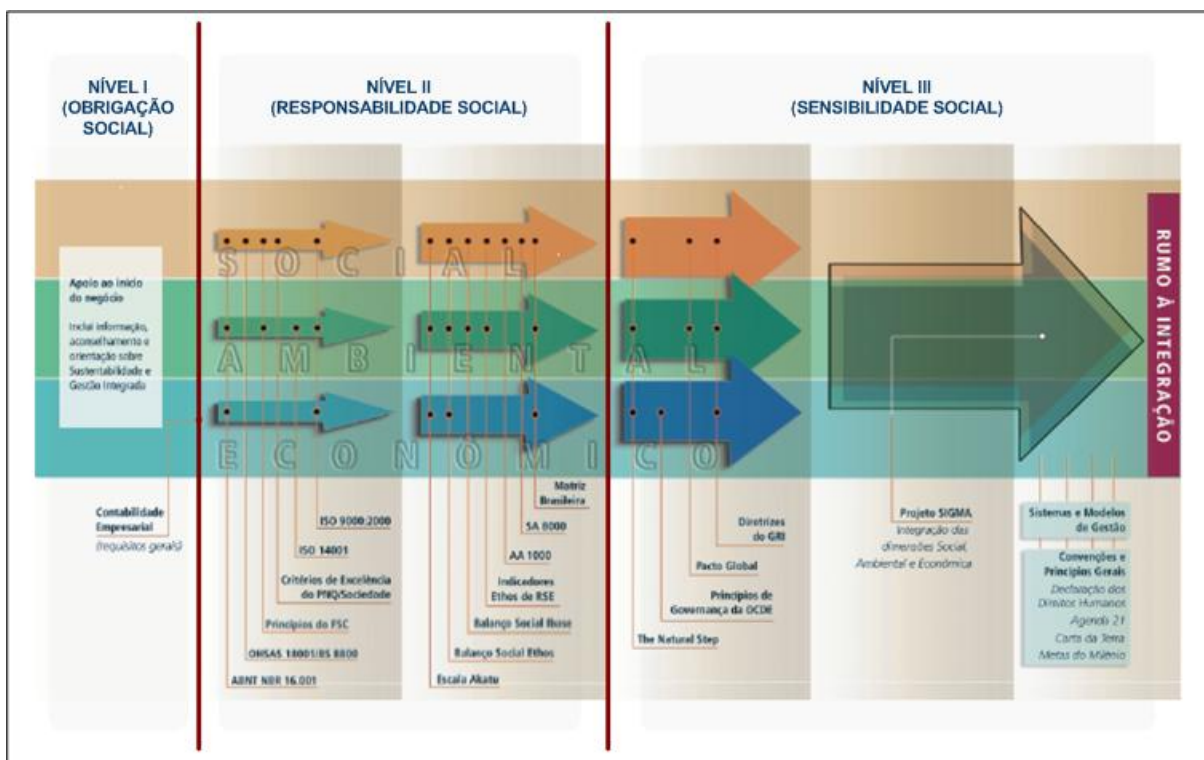 NÍVEL I
(OBRIGAÇÃO
SOCIAL)
NÍVEL II
(RESPONSABILIDADE SOCIAL)
NÍVEL III
(SENSIBILIDADE SOCIAL)
Apoio ao início
do negócio
Inclui informação,
aconselhamento e
orientação sobre
Sustentabilidade e
Gestão Integrada
SOCIAL
AMBIENTAL
ECONÔMICO
RUMO À INTEGRAÇÃO
Contabilidade
Empresarial
(requisitos gerais)
ISO 9000:2000
ISO 14001
Critérios de Excelência
do PNQ/Sociedade
Princípios do FSC
OHSAS 18001/BS 8800
ABNT NBR 16.001
Matriz
Brasileira
SA 8000
AA 1000
Indicadores
Ethos de RSE
Balanço Social Ibase
Balanço Social Ethos
Escala Akatu
Diretrizes
do GRI
Pacto Global
Princípios de
Governança da OCDE
The Natural Step
Projeto SIGMA
Integração das
dimensões Social,
Ambiental e Econômica
Sistemas e Modelos
de Gestão
Convenções e
Princípios Gerais
Declaração dos
Direitos Humanos
Agenda 21
Carta da Terra
Metas do Milênio